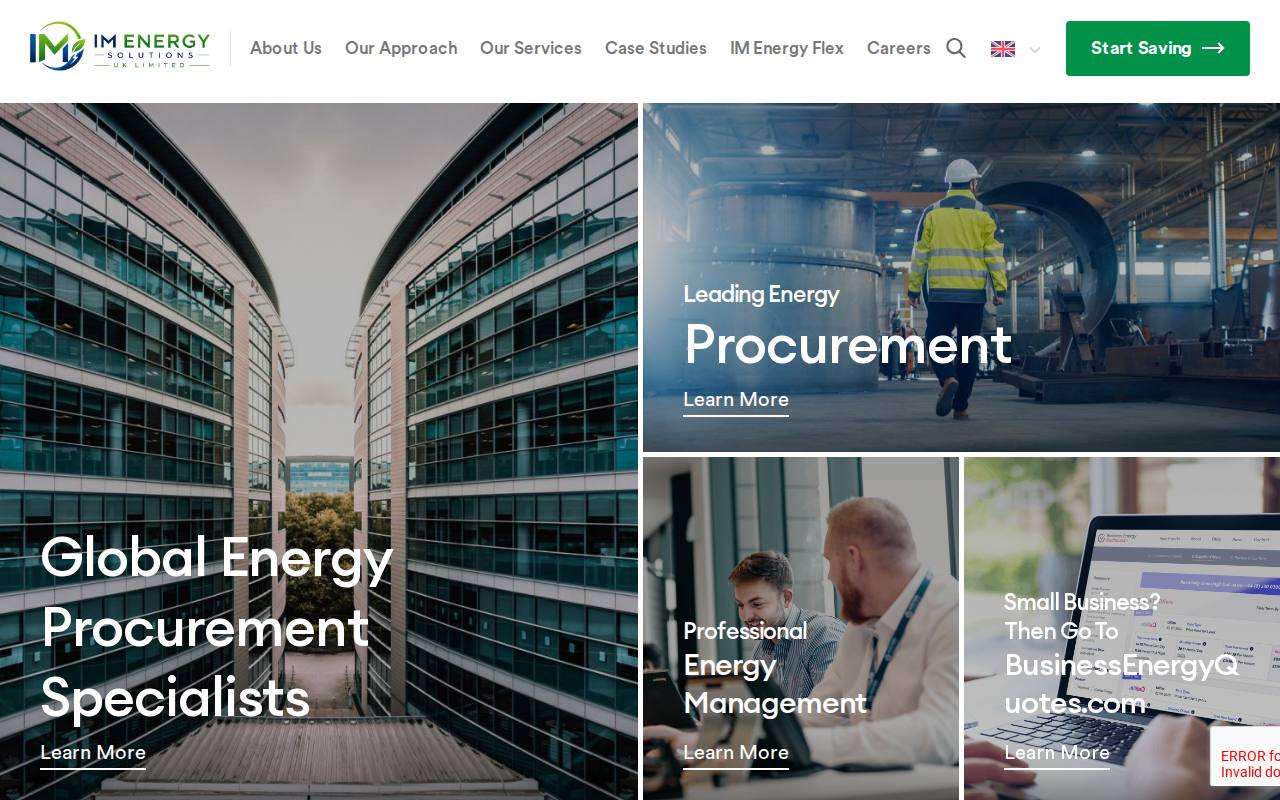 IM ENERGY
SOLUTIONS
UK LIMITED
About Us
Our Approach
Our Services
Case Studies
IM Energy Flex
Careers
Start Saving
Leading Energy
Procurement
Learn More
Global Energy
Procurement
Specialists
Learn More
Professional
Energy
Management
Learn More
Small Business?
Then Go To
BusinessEnergyQ
uotes.com
Learn More
ERROR fo
Invalid do